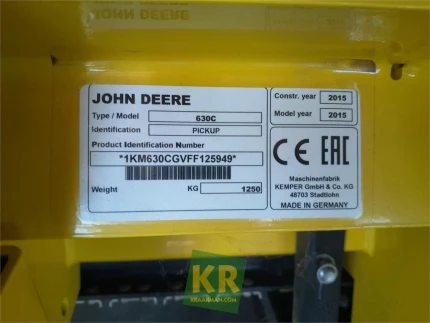 JOHN DEERE
Type / Model 630C
Identification PICKUP
Product Identification Number
*1KM630CGVFF125949*
Weight KG 1250
Constr. year 2015
Model year 2015
CE EAC
Maschinenfabrik
KEMPER GmbH & Co. KG
48703 Stadtlohn
MADE IN GERMANY
KR
KRAAKMAN.COM